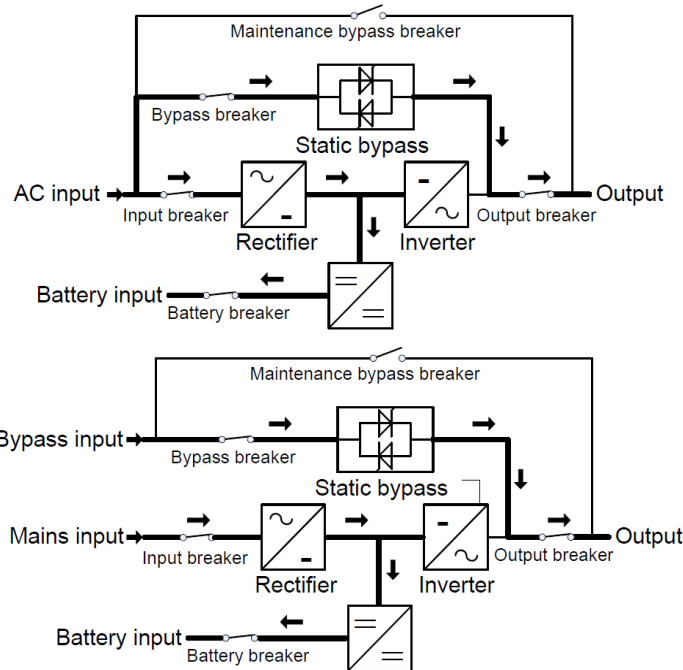 Maintenance bypass breaker
Bypass breaker
Static bypass
AC input
Input breaker
Output breaker
Output
Rectifier
Inverter
Battery input
Battery breaker
Maintenance bypass breaker
Bypass input
Bypass breaker
Static bypass
Mains input
Input breaker
Output breaker
Output
Rectifier
Inverter
Battery input
Battery breaker